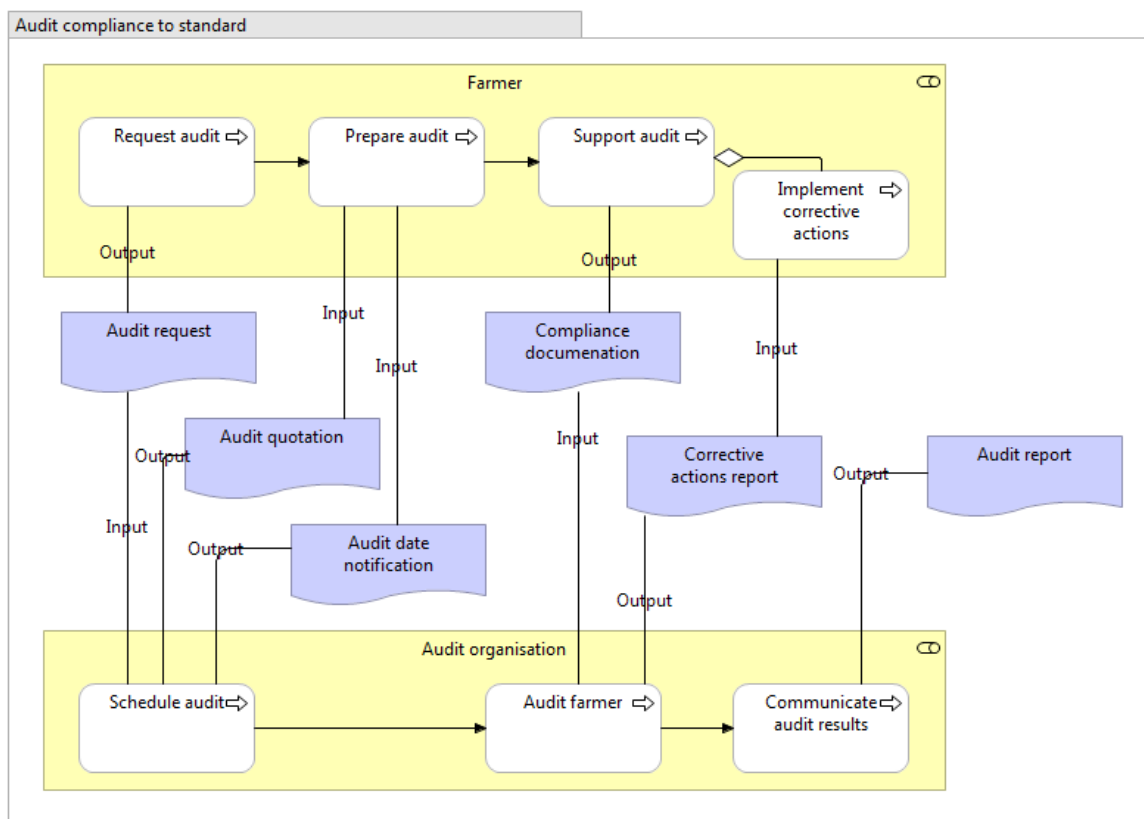 Audit compliance to standard
Farmer
Request audit
Prepare audit
Support audit
Implement
corrective
actions
Output
Output
Input
Input
Input
Audit request
Compliance
documenation
Audit quotation
Output
Input
Corrective
actions report
Audit report
Output
Input
Audit date
notification
Output
Output
Audit organisation
Schedule audit
Audit farmer
Communicate
audit results